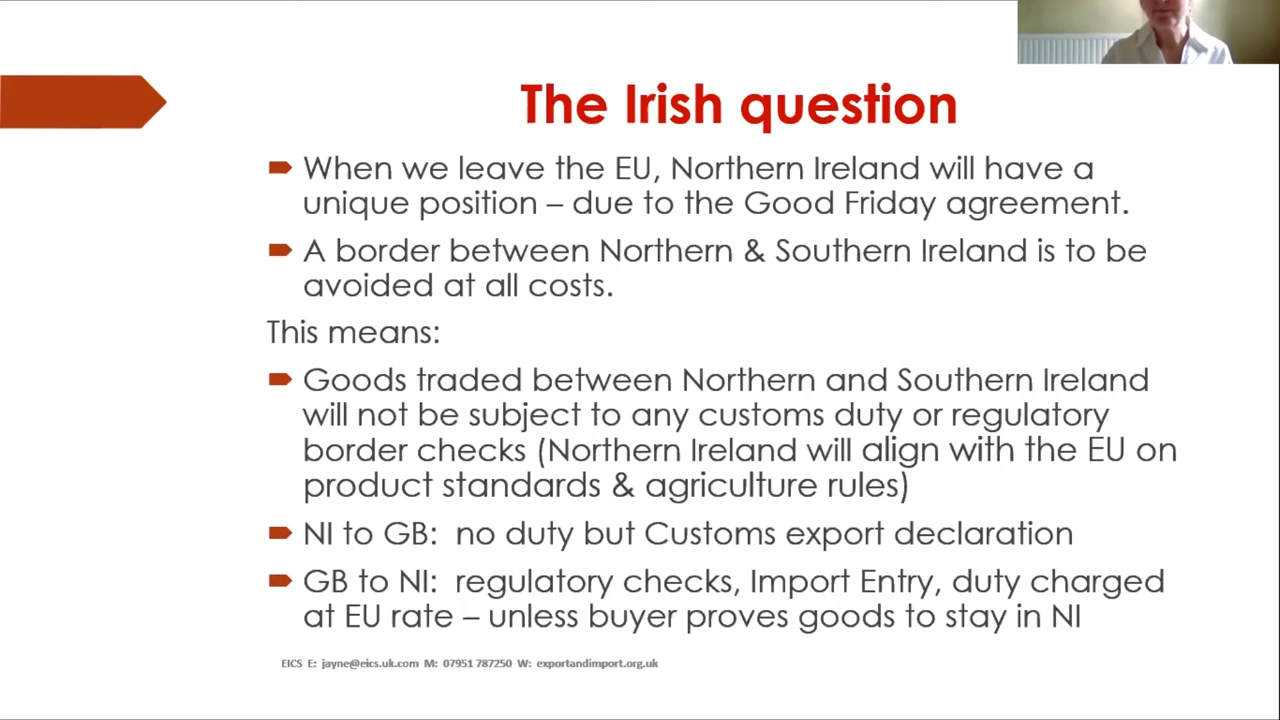 The Irish question
When we leave the EU, Northern Ireland will have a
unique position – due to the Good Friday agreement.
A border between Northern & Southern Ireland is to be
avoided at all costs.
This means:
Goods traded between Northern and Southern Ireland
will not be subject to any customs duty or regulatory
border checks (Northern Ireland will align with the EU on
product standards & agriculture rules)
NI to GB:  no duty but Customs export declaration
GB to NI:  regulatory checks, Import Entry, duty charged
at EU rate – unless buyer proves goods to stay in NI
EICS  E:  jayne@eics.uk.com  M:  07951 787250  W:  exportandimport.org.uk